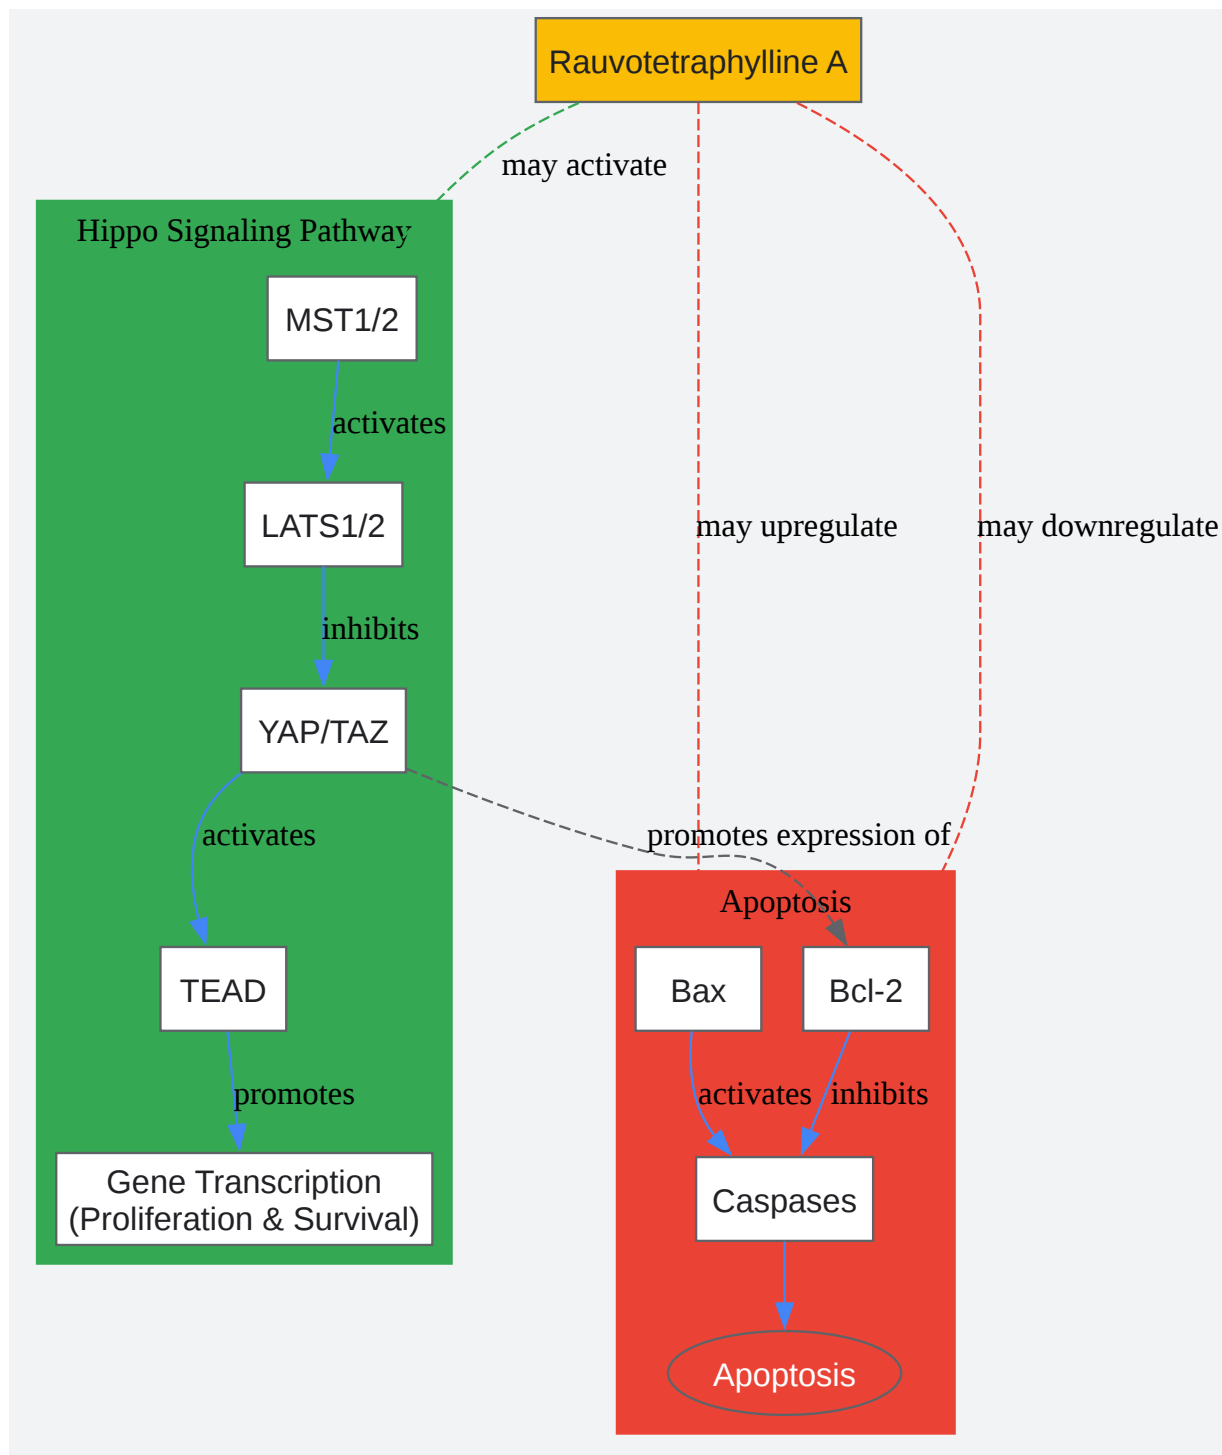 Rauvotetraphylline A
may activate
Hippo Signaling Pathway
MST1/2
activates
LATS1/2
may upregulate
may downregulate
inhibits
YAP/TAZ
activates
promotes expression of
Apoptosis
TEAD
Bax
Bcl-2
promotes
activates
inhibits
Gene Transcription
(Proliferation & Survival)
Caspases
Apoptosis